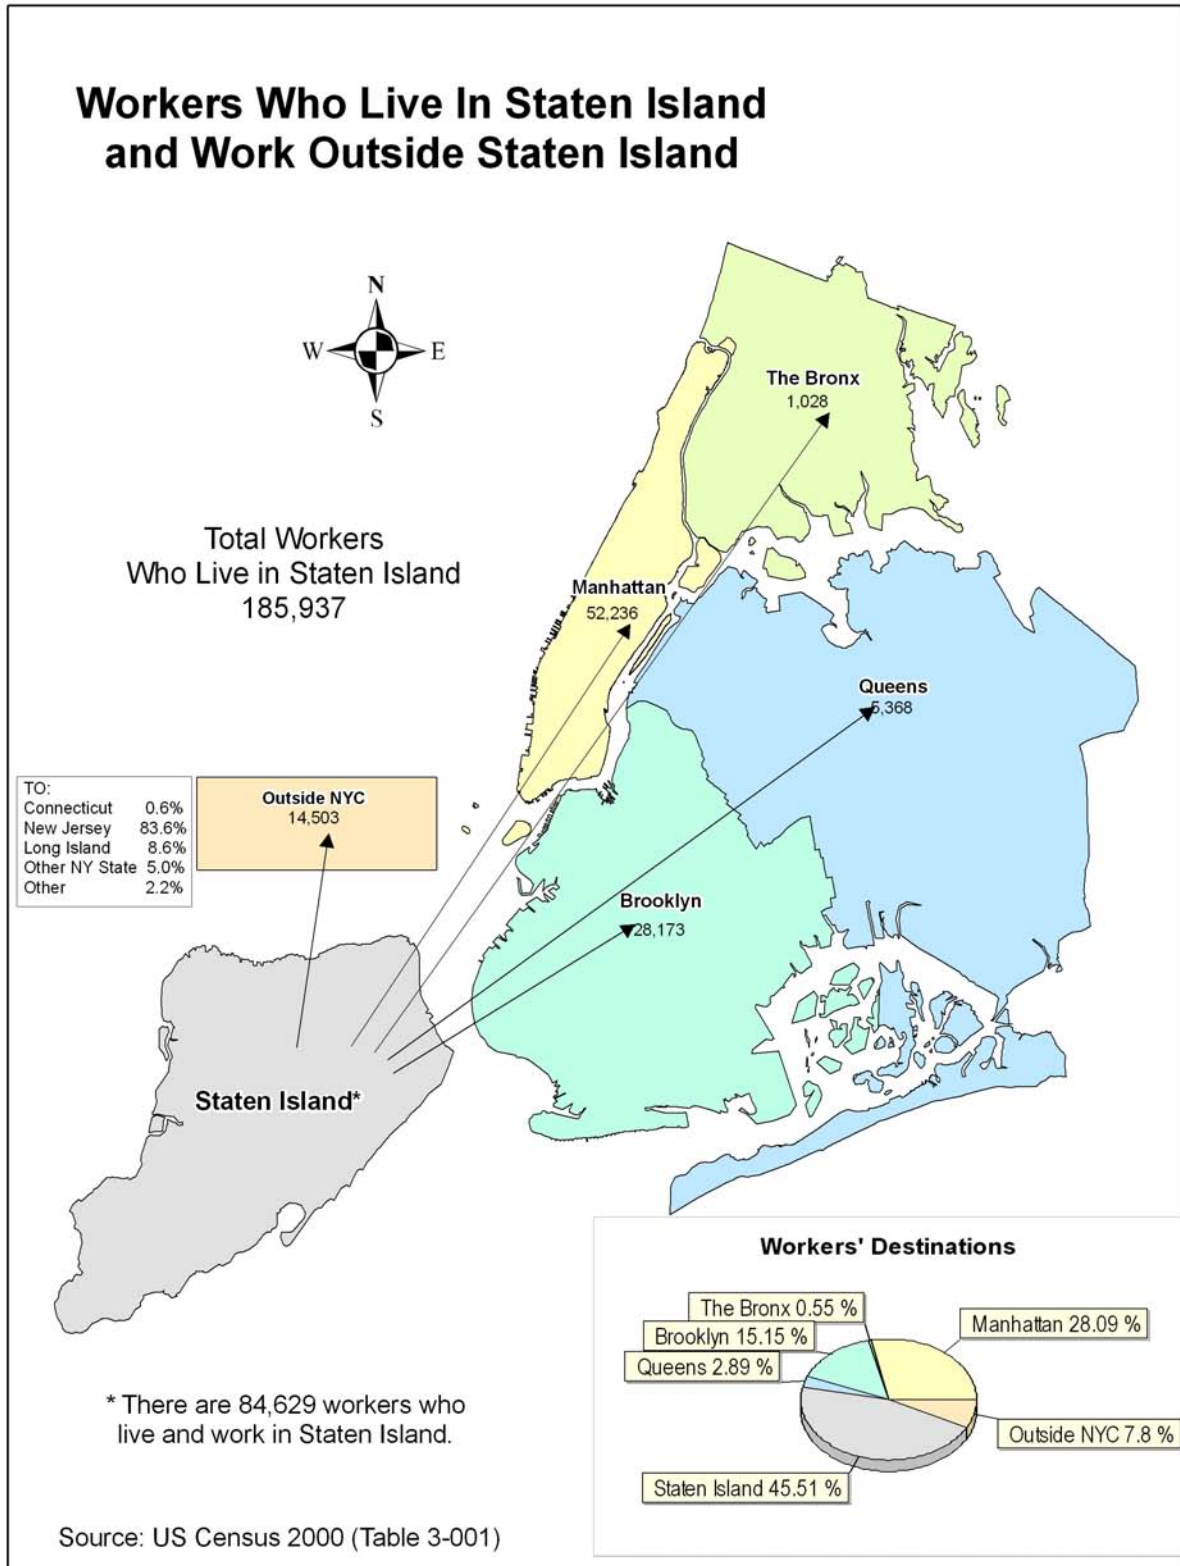 Workers Who Live In Staten Island
and Work Outside Staten Island
N
W E
S
The Bronx
1,028
Total Workers
Who Live in Staten Island
185,937
Manhattan
52,236
Queens
5,368
TO:
Connecticut 0.6%
New Jersey 83.6%
Long Island 8.6%
Other NY State 5.0%
Other 2.2%
Outside NYC
14,503
Brooklyn
28,173
Staten Island*
* There are 84,629 workers who
live and work in Staten Island.
Source: US Census 2000 (Table 3-001)
Workers' Destinations
The Bronx 0.55 %
Manhattan 28.09 %
Brooklyn 15.15 %
Queens 2.89 %
Outside NYC 7.8 %
Staten Island 45.51 %